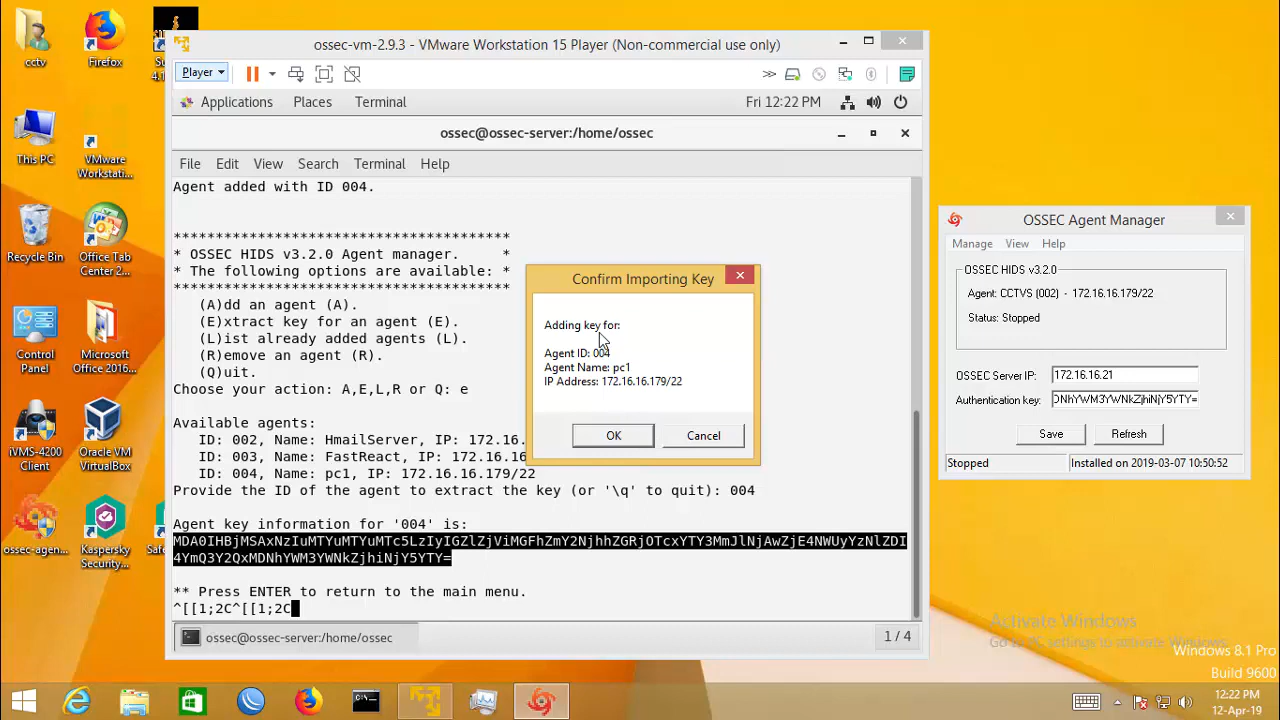 cctv
Firefox
This PC
VMware
Workstati...
Recycle Bin
Office Tab
Center 2...
Control
Panel
Microsoft
Office 2016...
iVMS-4200
Client
Oracle VM
VirtualBox
ossec-agen...
Kaspersky
Security...
ossec-vm-2.9.3 - VMware Workstation 15 Player (Non-commercial use only)
Player
Applications Places Terminal Fri 12:22 PM
ossec@ossec-server:/home/ossec
File Edit View Search Terminal Help
Agent added with ID 004.
****************************************
* OSSEC HIDS v3.2.0 Agent manager. *
* The following options are available: *
****************************************
(A)dd an agent (A).
(E)xtract key for an agent (E).
(L)ist already added agents (L).
(R)emove an agent (R).
(Q)uit.
Choose your action: A,E,L,R or Q: e
Available agents:
ID: 002, Name: HmailServer, IP: 172.16.
ID: 003, Name: FastReact, IP: 172.16.16
ID: 004, Name: pc1, IP: 172.16.16.179/22
Provide the ID of the agent to extract the key (or '\q' to quit): 004
Agent key information for '004' is:
MDA0IHBjMSAxNzIuMTYuMTYuMTc5LzIyIGZlZjViMGFhZmY2NjhhZGRjOTcxYTY3MmJlNjAwZjE4NWUyYzNlZDI
4YmQ3Y2QxMDNhYWM3YWNkZjhiNjY5YTY=
** Press ENTER to return to the main menu.
^[[1;2C^[[1;2C
ossec@ossec-server:/home/ossec
1 / 4
Confirm Importing Key
Adding key for:
Agent ID: 004
Agent Name: pc1
IP Address: 172.16.16.179/22
OK Cancel
OSSEC Agent Manager
Manage View Help
OSSEC HIDS v3.2.0
Agent: CCTVS (002) - 172.16.16.179/22
Status: Stopped
OSSEC Server IP: 172.16.16.21
Authentication key: DNhYWM3YWNkZjhiNjY5YTY=
Save Refresh
Stopped Installed on 2019-03-07 10:50:52
Activate Windows
Go to PC settings to activate Windows.
Windows 8.1 Pro
Build 9600
12:22 PM
12-Apr-19